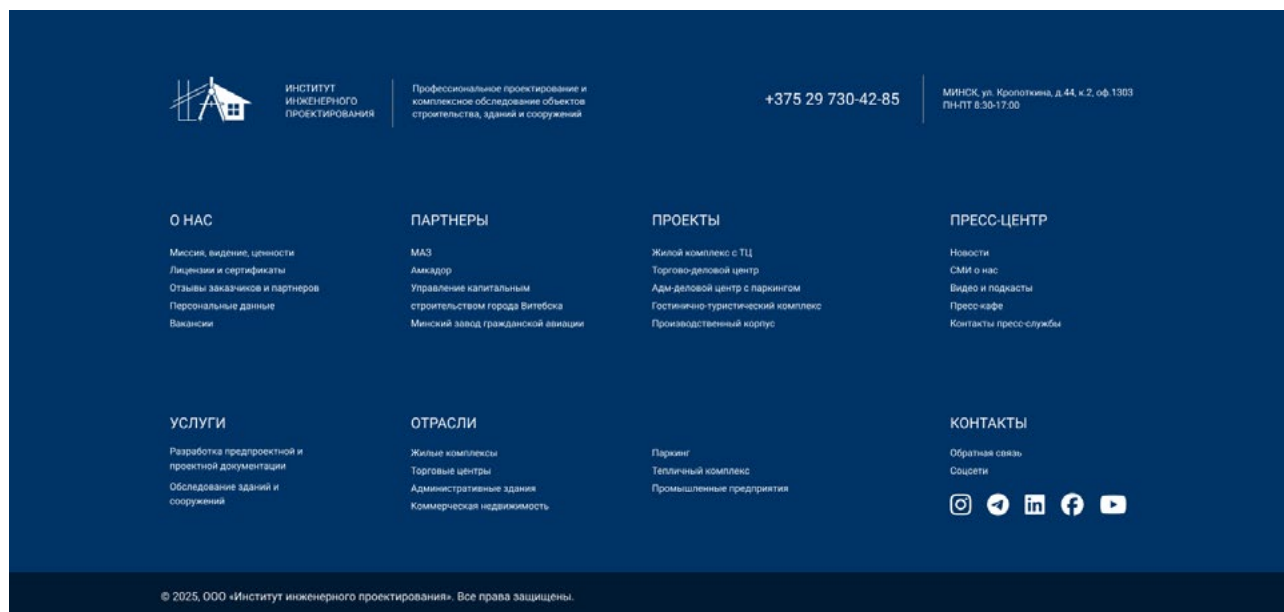 ИНСТИТУТ
ИНЖЕНЕРНОГО
ПРОЕКТИРОВАНИЯ
Профессиональное проектирование и
комплексное обследование объектов
строительства, зданий и сооружений
+375 29 730-42-85
МИНСК, ул. Кропоткина, д.44, к.2, оф.1303
ПН-ПТ 8:30-17:00
О НАС
Миссия, видение, ценности
Лицензии и сертификаты
Отзывы заказчиков и партнеров
Персональные данные
Вакансии
ПАРТНЕРЫ
МАЗ
Амкадор
Управление капитальным
строительством города Витебска
Минский завод гражданской авиации
ПРОЕКТЫ
Жилой комплекс с ТЦ
Торгово-деловой центр
Адм-деловой центр с паркингом
Гостинично-туристический комплекс
Производственный корпус
ПРЕСС-ЦЕНТР
Новости
СМИ о нас
Видео и подкасты
Пресс-кафе
Контакты пресс-службы
УСЛУГИ
Разработка предпроектной и
проектной документации
Обследование зданий и
сооружений
ОТРАСЛИ
Жилые комплексы
Торговые центры
Административные здания
Коммерческая недвижимость
Паркинг
Тепличный комплекс
Промышленные предприятия
КОНТАКТЫ
Обратная связь
Соцсети
© 2025, ООО «Институт инженерного проектирования». Все права защищены.